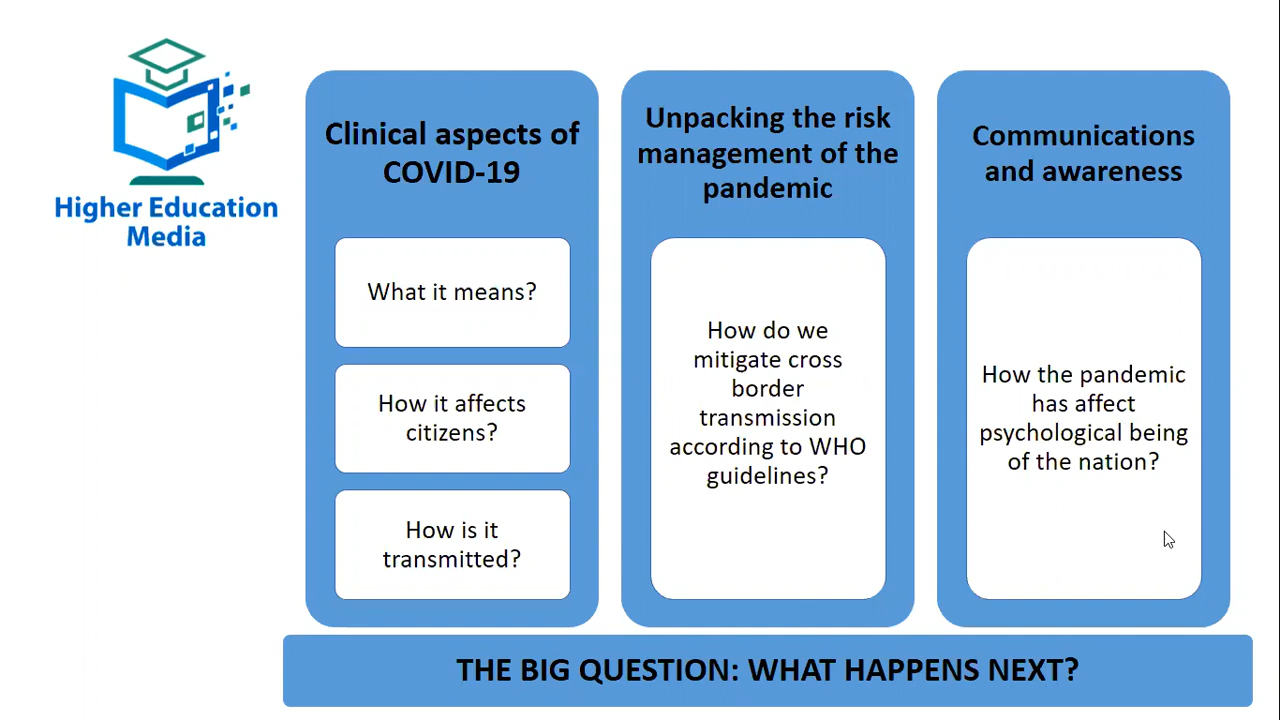 Higher Education
Media
Clinical aspects of
COVID-19
What it means?
How it affects
citizens?
How is it
transmitted?
Unpacking the risk
management of the
pandemic
How do we
mitigate cross
border
transmission
according to WHO
guidelines?
Communications
and awareness
How the pandemic
has affect
psychological being
of the nation?
THE BIG QUESTION: WHAT HAPPENS NEXT?